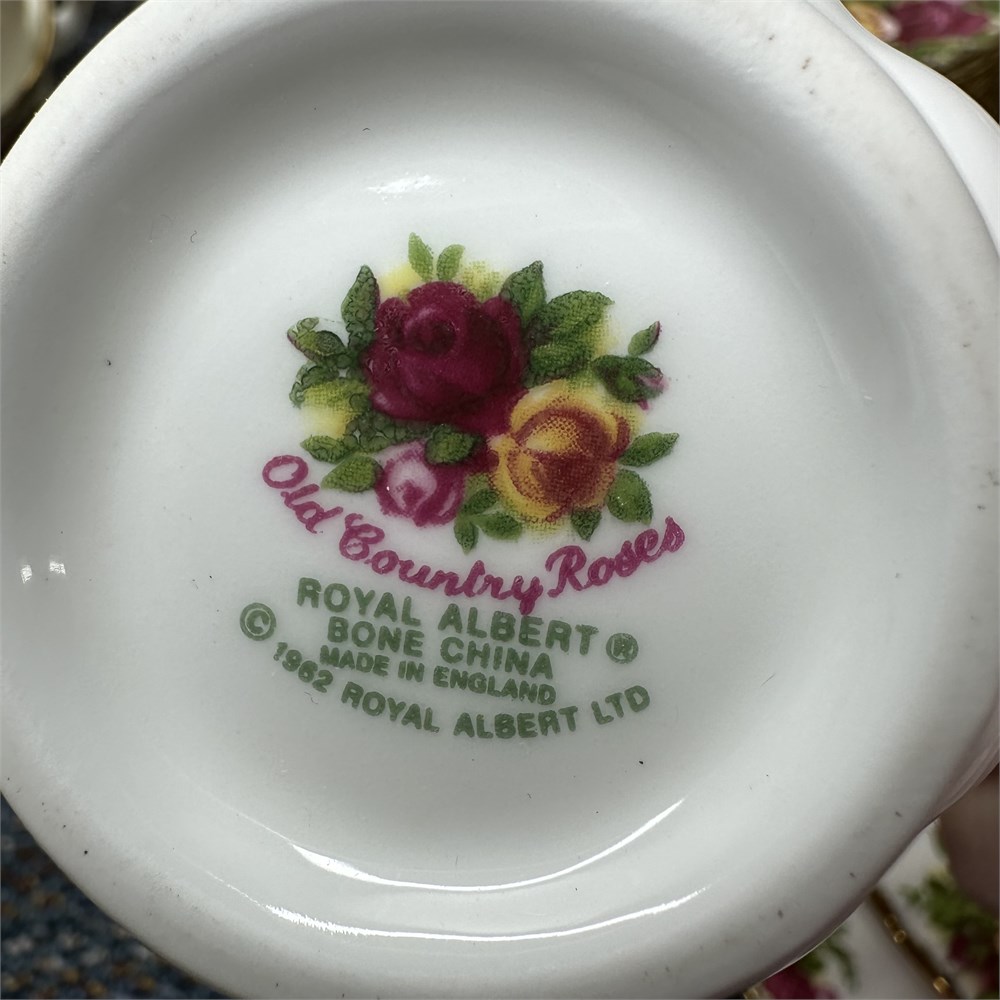 Old Country Roses
ROYAL ALBERT ®
BONE CHINA
MADE IN ENGLAND
© 1962 ROYAL ALBERT LTD